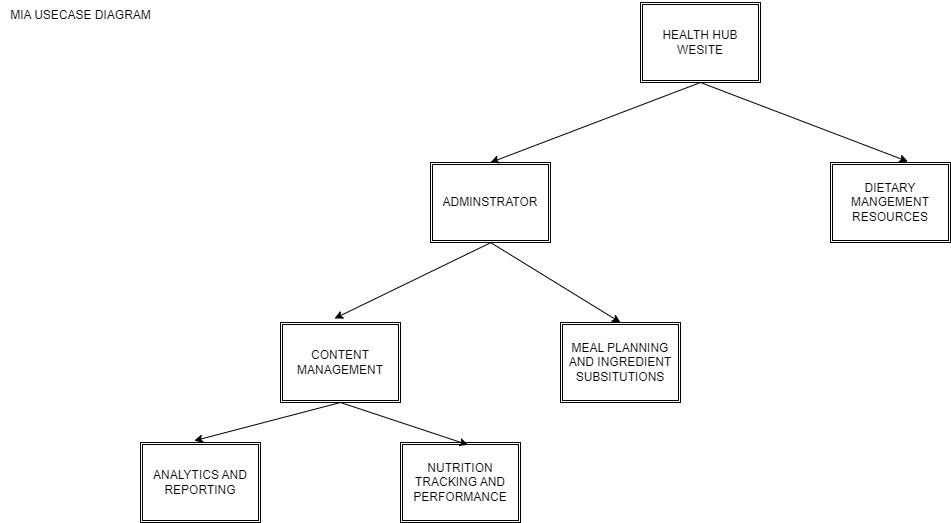 MIA USECASE DIAGRAM
HEALTH HUB
WESITE
ADMINSTRATOR
DIETARY
MANGEMENT
RESOURCES
CONTENT
MANAGEMENT
MEAL PLANNING
AND INGREDIENT
SUBSITUTIONS
ANALYTICS AND
REPORTING
NUTRITION
TRACKING AND
PERFORMANCE